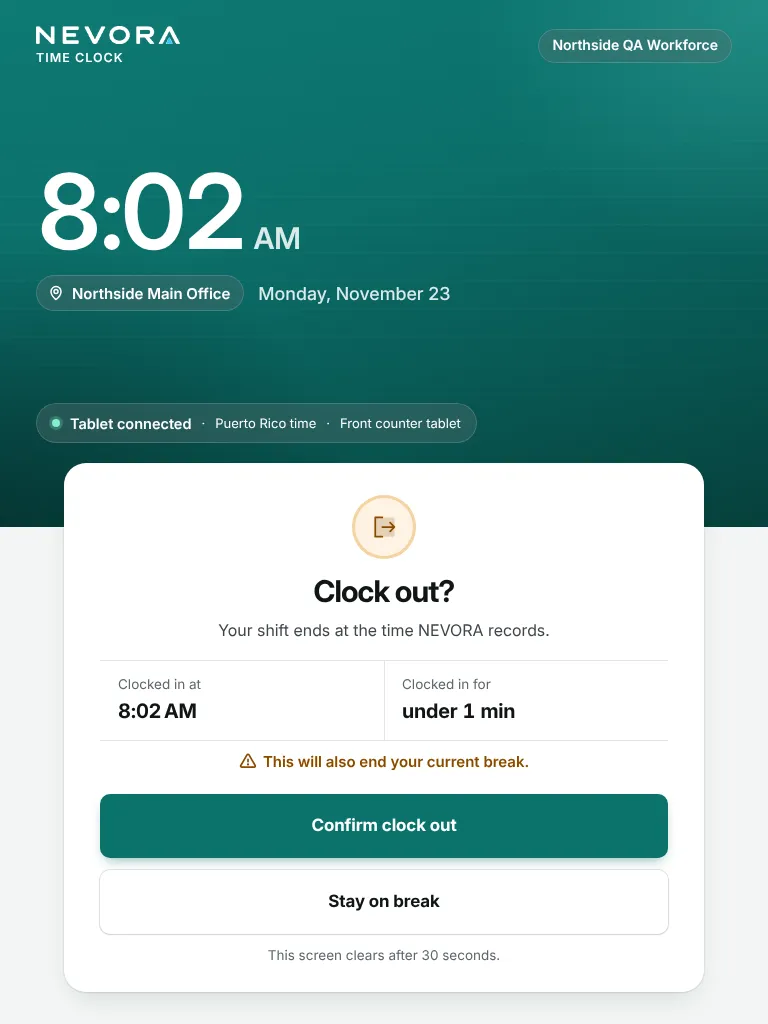 NEVORA
TIME CLOCK
Northside QA Workforce
8:02 AM
Northside Main Office
Monday, November 23
Tablet connected · Puerto Rico time · Front counter tablet
Clock out?
Your shift ends at the time NEVORA records.
Clocked in at
8:02 AM
Clocked in for
under 1 min
This will also end your current break.
Confirm clock out
Stay on break
This screen clears after 30 seconds.